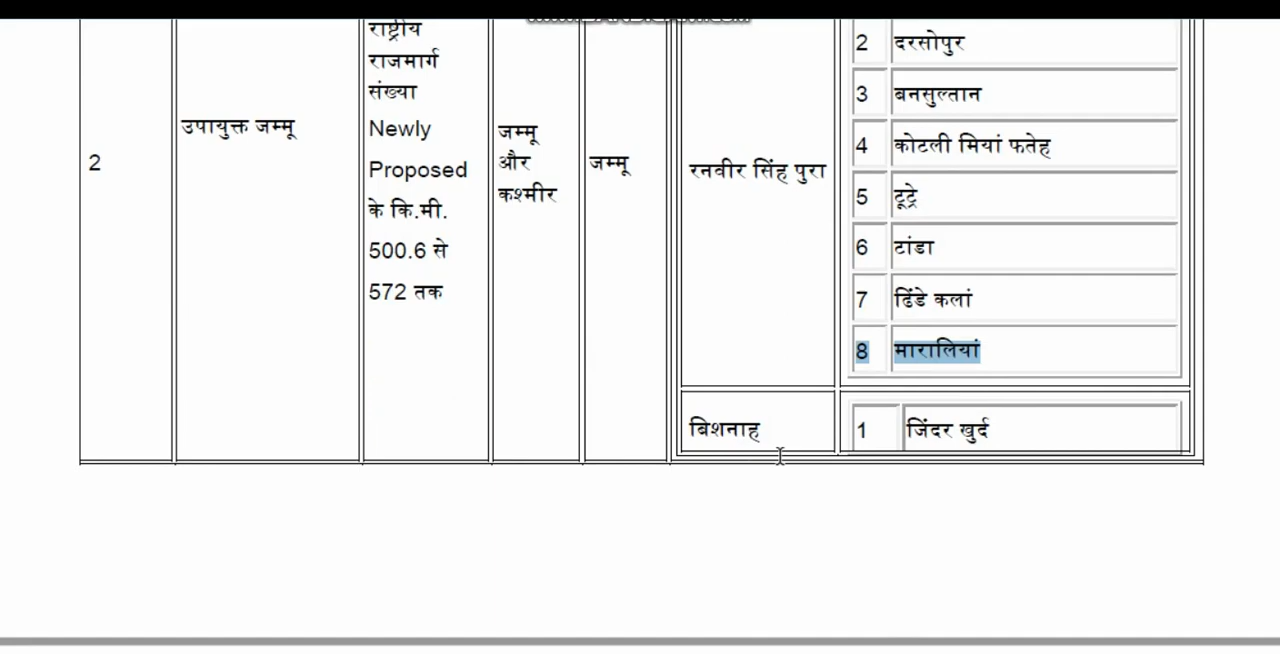 2
उपायुक्त जम्मू
राष्ट्रीय
राजमार्ग
संख्या
Newly
Proposed
के कि.मी.
500.6 से
572 तक
जम्मू
और
कश्मीर
जम्मू
रनवीर सिंह पुरा
2 दरसोपुर
3 बनसुल्तान
4 कोटली मियां फतेह
5 टूट्रे
6 टांडा
7 ढिंडे कलां
8 मारालियां
बिशनाह
1 जिंदर खुर्द